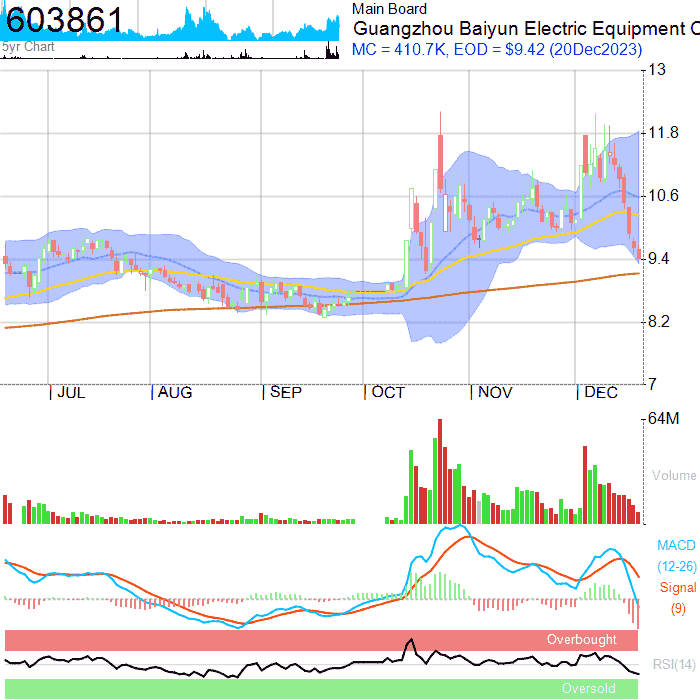 603861
5yr Chart
Main Board
Guangzhou Baiyun Electric Equipment C
MC = 410.7K, EOD = $9.42 (20Dec2023)
13
11.8
10.6
9.4
8.2
7
JUL
AUG
SEP
OCT
NOV
DEC
64M
Volume
MACD
(12-26)
Signal
(9)
Overbought
RSI(14)
Oversold